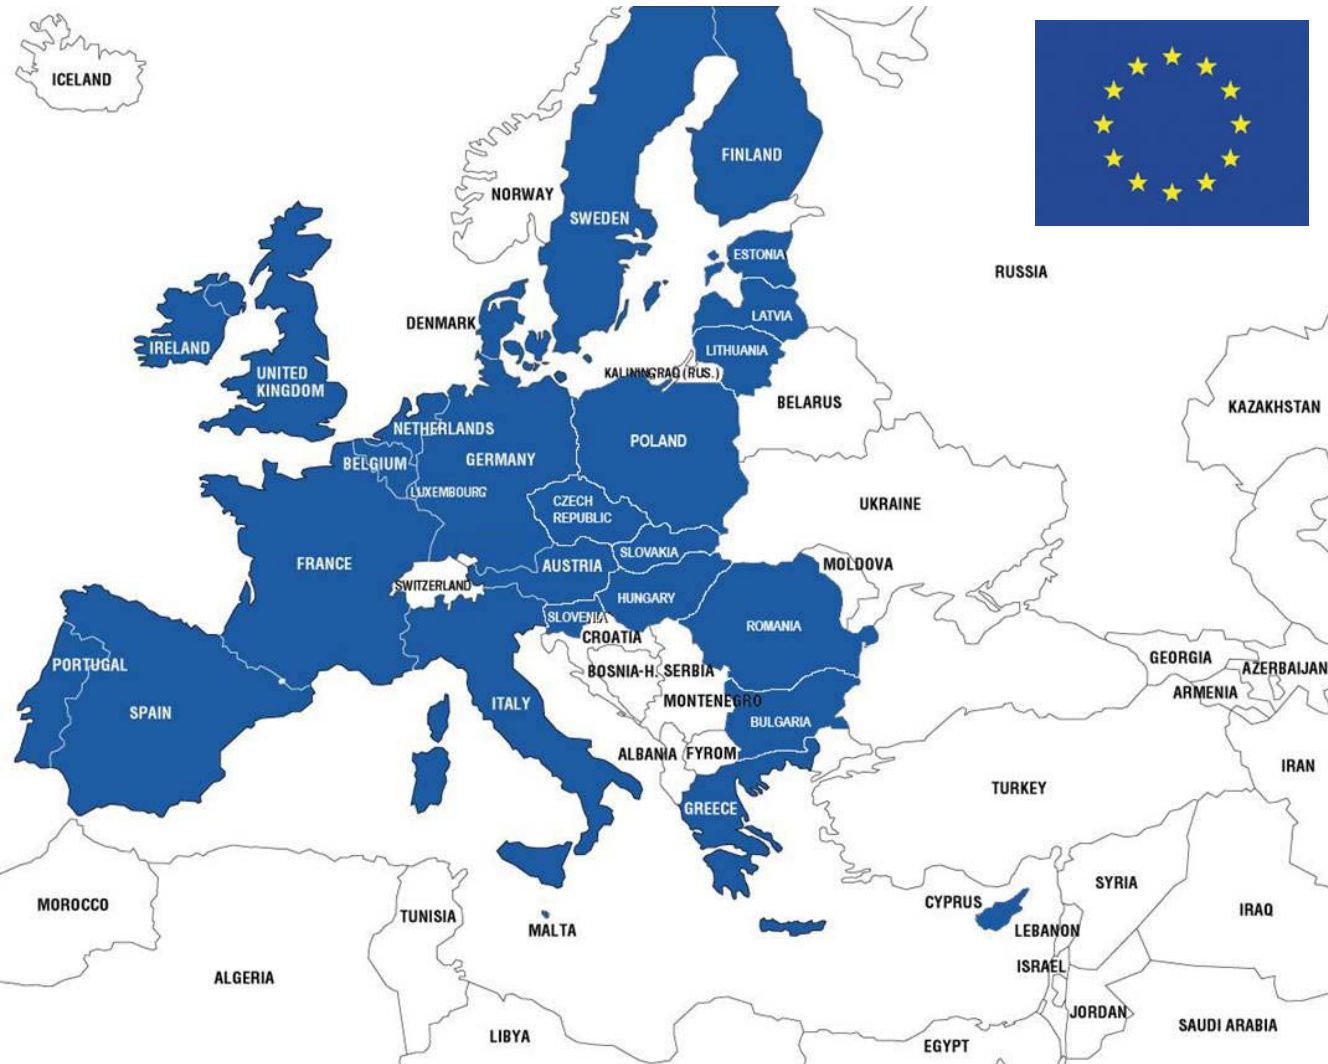 ICELAND
FINLAND
NORWAY
SWEDEN
ESTONIA
RUSSIA
LATVIA
DENMARK
IRELAND
LITHUANIA
UNITED
KINGDOM
KALININGRAD (RUS.)
BELARUS
KAZAKHSTAN
NETHERLANDS
POLAND
BELGIUM
GERMANY
LUXEMBOURG
CZECH
REPUBLIC
UKRAINE
SLOVAKIA
FRANCE
AUSTRIA
MOLDOVA
SWITZERLAND
HUNGARY
SLOVENIA
ROMANIA
CROATIA
GEORGIA
PORTUGAL
BOSNIA-H.
SERBIA
AZERBAIJAN
ARMENIA
MONTENEGRO
ITALY
SPAIN
BULGARIA
ALBANIA
FYROM
IRAN
TURKEY
GREECE
SYRIA
CYPRUS
MOROCCO
IRAQ
TUNISIA
MALTA
LEBANON
ISRAEL
ALGERIA
JORDAN
SAUDI ARABIA
LIBYA
EGYPT